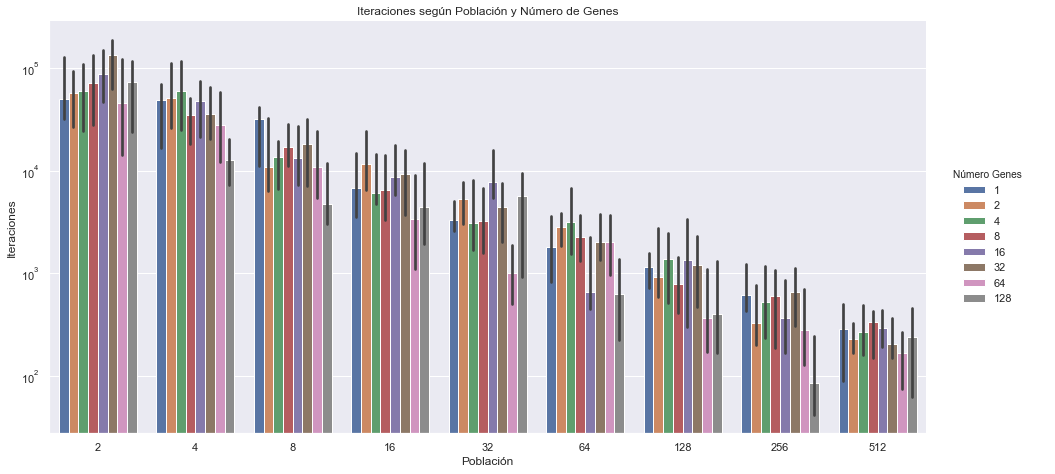 Iteraciones según Población y Número de Genes
Iteraciones
10^5
10^4
10^3
10^2
2 4 8 16 32 64 128 256 512
Población
Número Genes
1
2
4
8
16
32
64
128